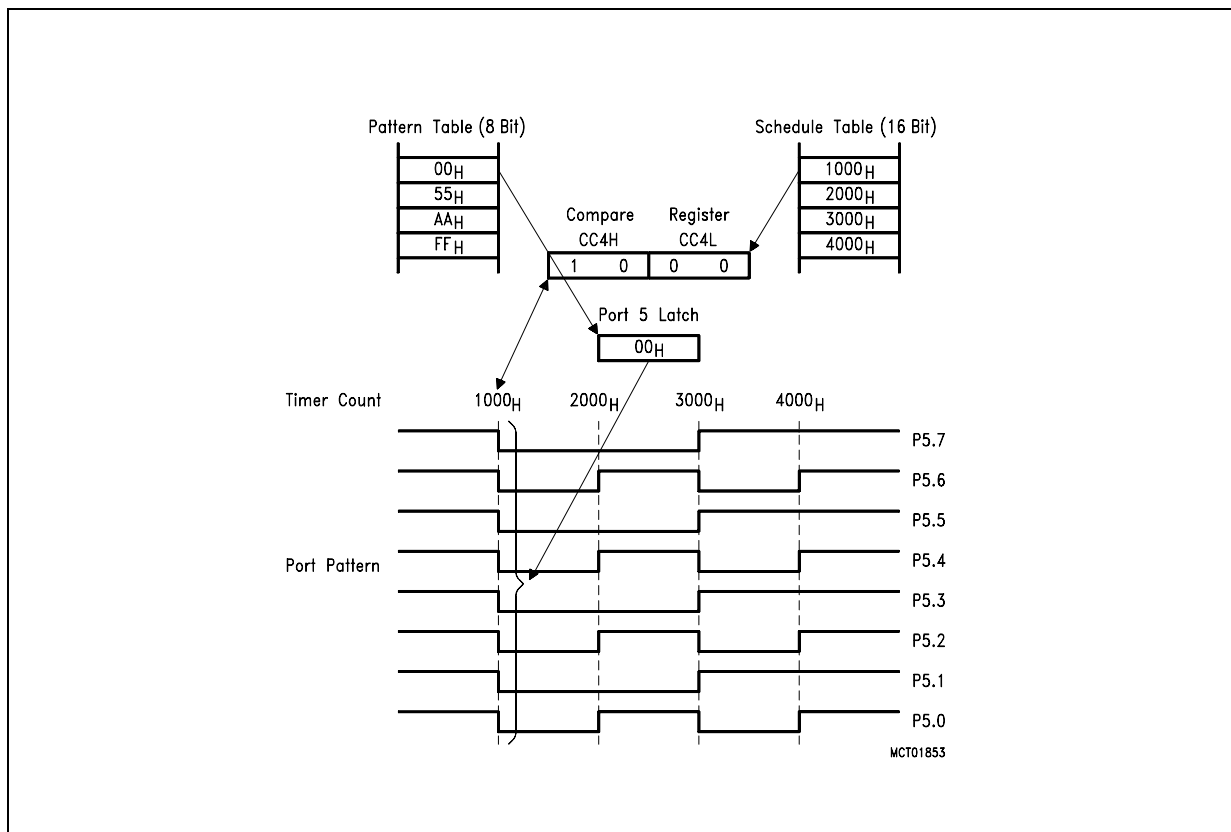 Pattern Table (8 Bit)
00H
55H
AAH
FFH
Schedule Table (16 Bit)
1000H
2000H
3000H
4000H
Compare Register
CC4H CC4L
1 0 0 0
Port 5 Latch
00H
Timer Count 1000H 2000H 3000H 4000H
Port Pattern
P5.7
P5.6
P5.5
P5.4
P5.3
P5.2
P5.1
P5.0
MCT01853